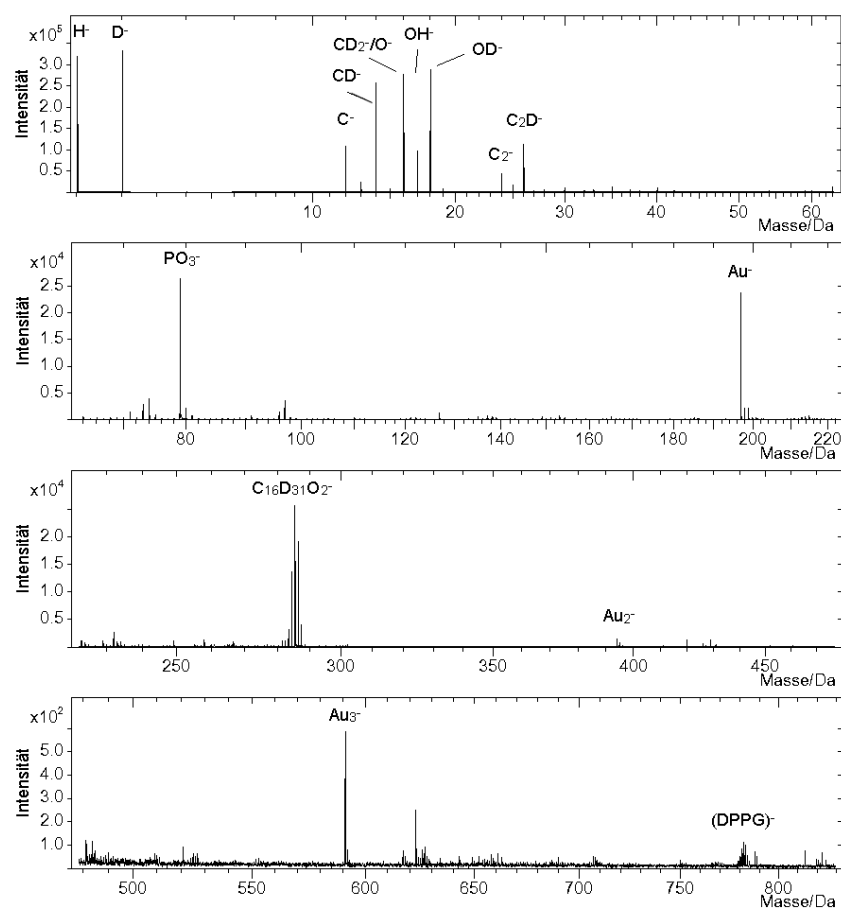 x10⁵
H⁻ D⁻ CD₂⁻/O⁻ OH⁻ OD⁻
CD⁻
C⁻ C₂⁻ C₂D⁻
Intensität
3.0
2.5
2.0
1.5
1.0
0.5
10 20 30 40 50 60
Masse/Da
x10⁴
PO₃⁻ Au⁻
Intensität
2.5
2.0
1.5
1.0
0.5
80 100 120 140 160 180 200 220
Masse/Da
x10⁴
C₁₆D₃₁O₂⁻
Au₂⁻
Intensität
2.0
1.5
1.0
0.5
250 300 350 400 450
Masse/Da
x10²
Au₃⁻
(DPPG)⁻
Intensität
5.0
4.0
3.0
2.0
1.0
500 550 600 650 700 750 800
Masse/Da